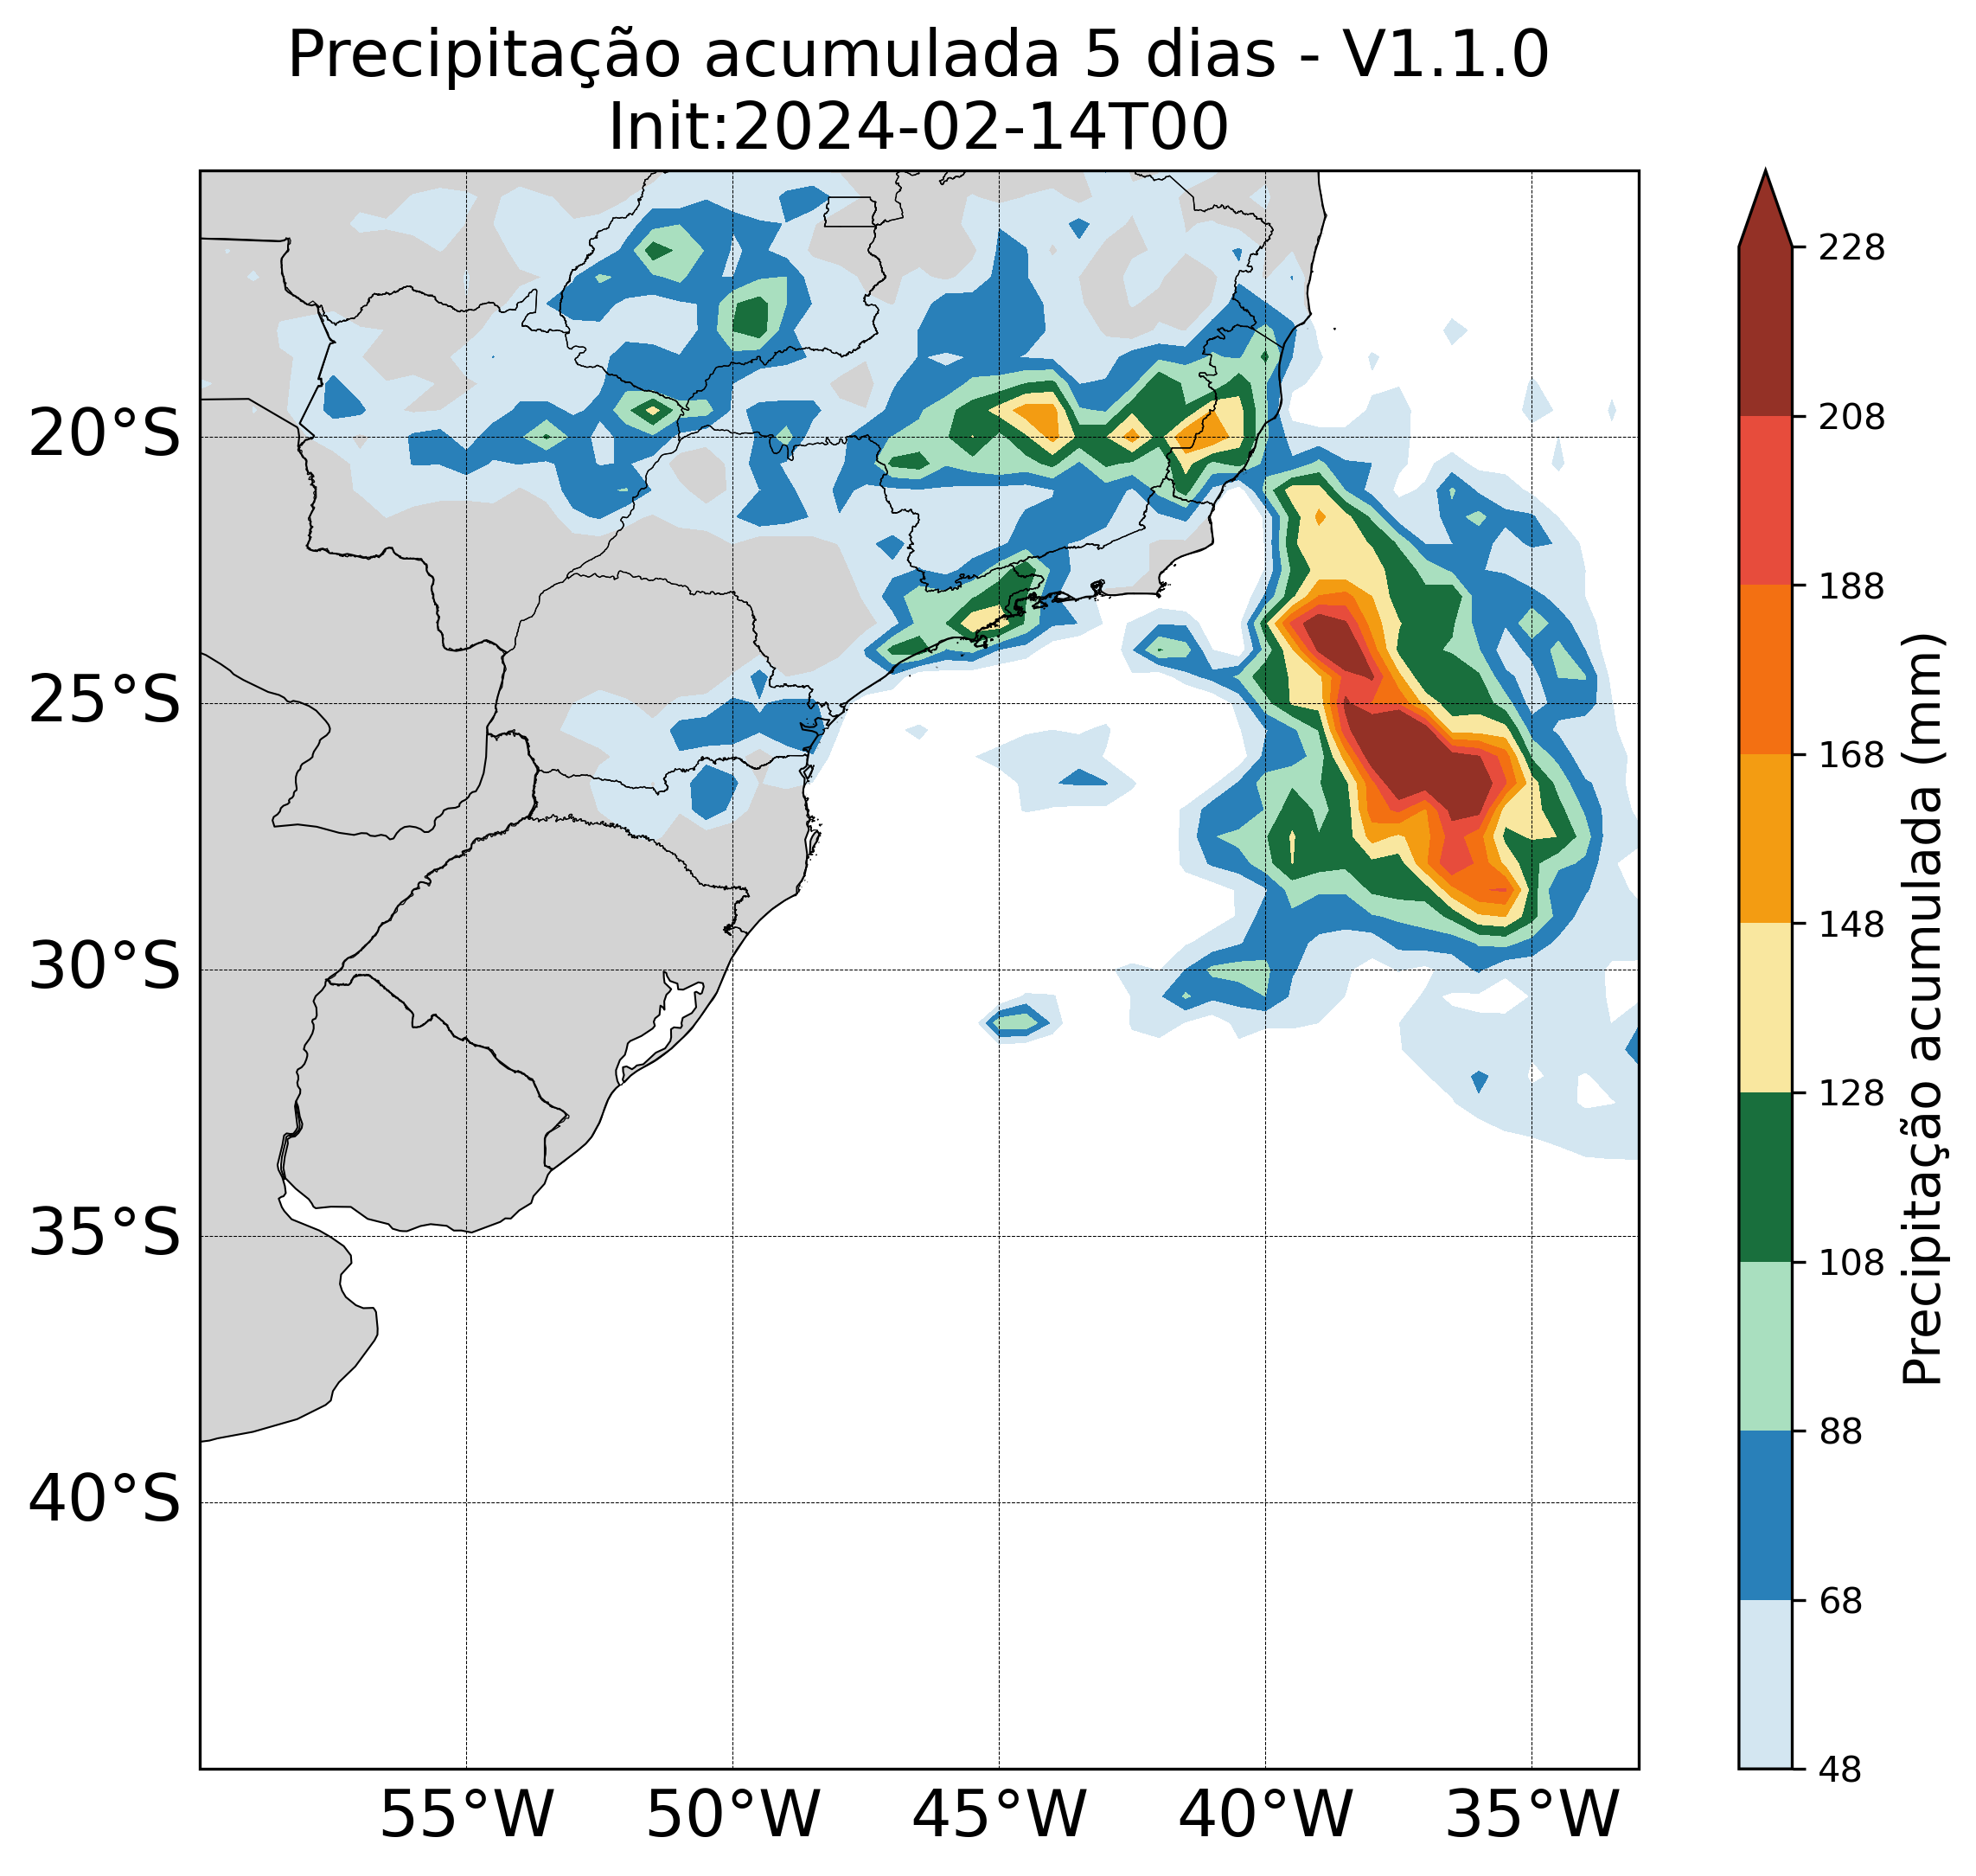 Precipitação acumulada 5 dias - V1.1.0
Init:2024-02-14T00
20°S
25°S
30°S
35°S
40°S
55°W
50°W
45°W
40°W
35°W
228
208
188
168
148
128
108
88
68
48
Precipitação acumulada (mm)